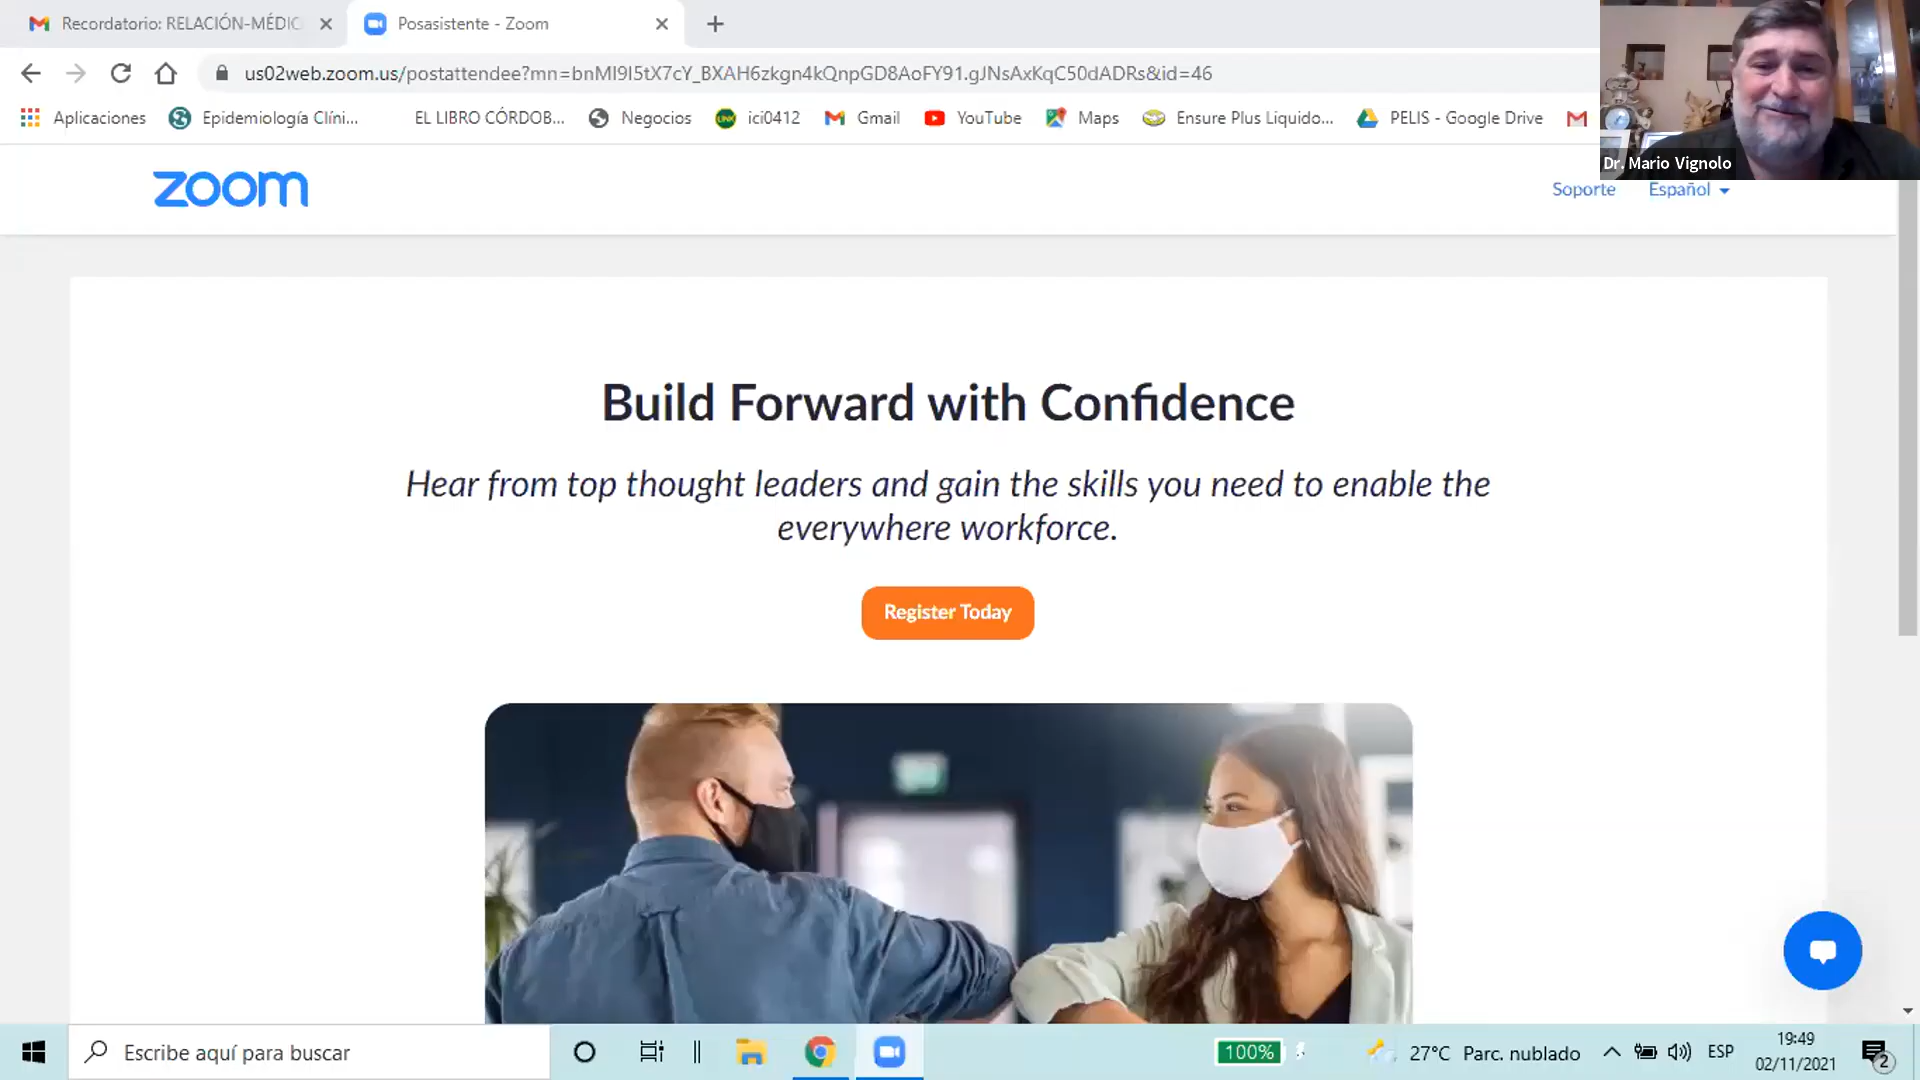 Recordatorio: RELACIÓN-MÉDIC
Posasistente - Zoom
us02web.zoom.us/postattendee?mn=bnMI9I5tX7cY_BXAH6zkgn4kQnpGD8AoFY91.gJNsAxKqC50dADRs&id=46
Aplicaciones
Epidemiología Clíni...
EL LIBRO CÓRDOB...
Negocios
ici0412
Gmail
YouTube
Maps
Ensure Plus Liquido...
PELIS - Google Drive
Dr. Mario Vignolo
zoom
Soporte
Español
Build Forward with Confidence
Hear from top thought leaders and gain the skills you need to enable the
everywhere workforce.
Register Today
Escribe aquí para buscar
100%
27°C Parc. nublado
ESP
19:49
02/11/2021
2